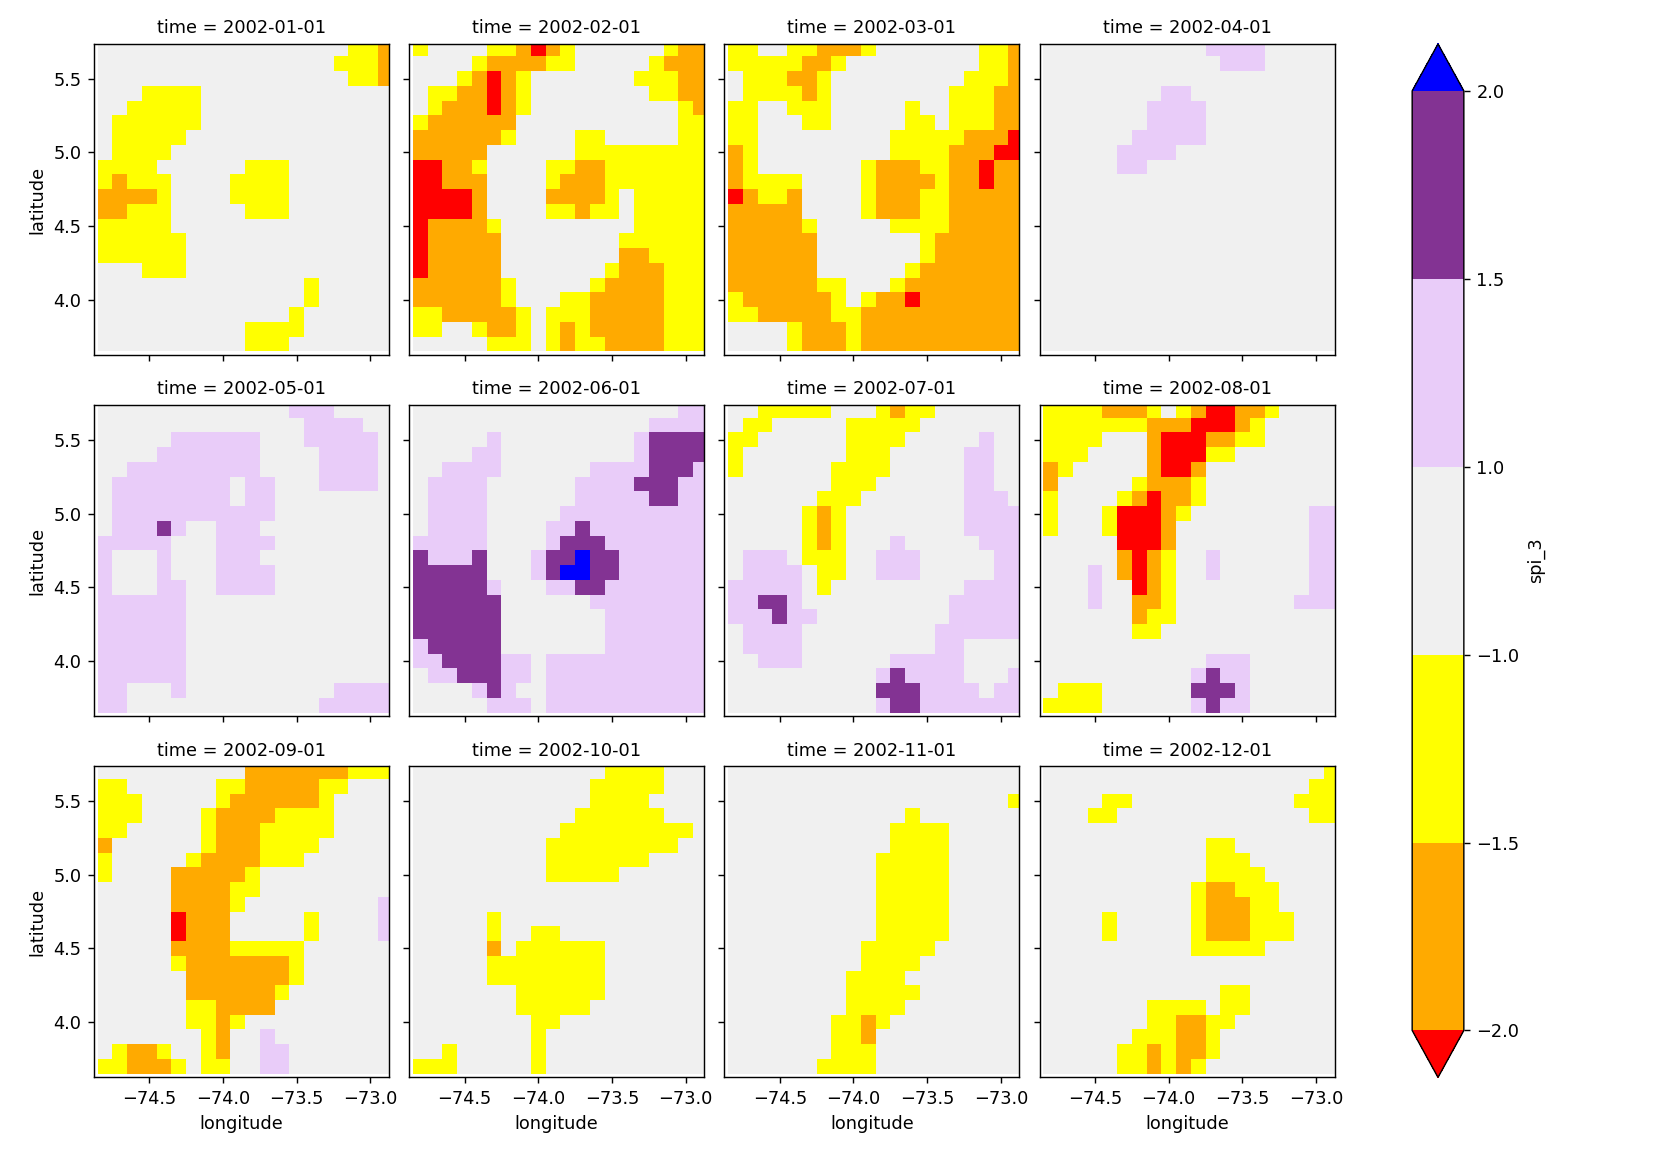 time = 2002-01-01
time = 2002-02-01
time = 2002-03-01
time = 2002-04-01
latitude
5.5
5.0
4.5
4.0
time = 2002-05-01
time = 2002-06-01
time = 2002-07-01
time = 2002-08-01
latitude
5.5
5.0
4.5
4.0
time = 2002-09-01
time = 2002-10-01
time = 2002-11-01
time = 2002-12-01
latitude
5.5
5.0
4.5
4.0
−74.5 −74.0 −73.5 −73.0
longitude
−74.5 −74.0 −73.5 −73.0
longitude
−74.5 −74.0 −73.5 −73.0
longitude
−74.5 −74.0 −73.5 −73.0
longitude
2.0
1.5
1.0
−1.0
−1.5
−2.0
spi_3